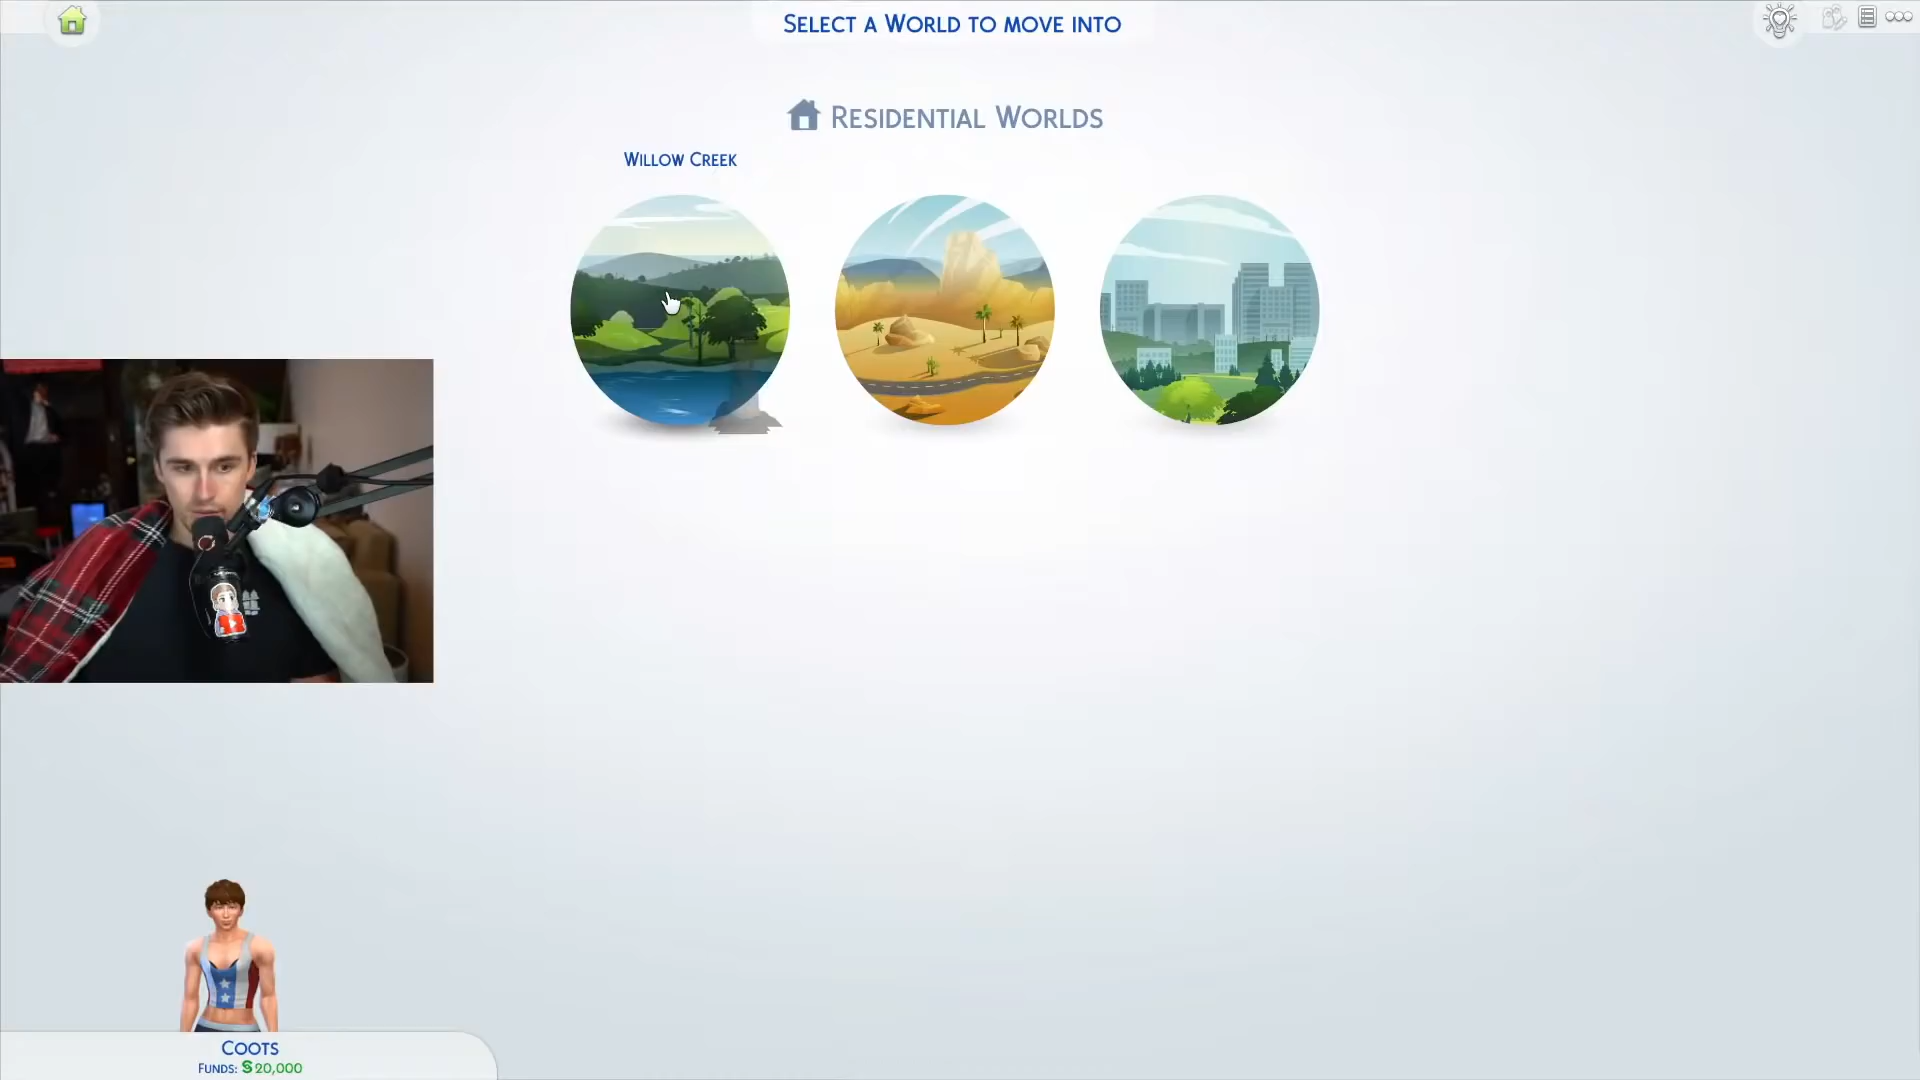 SELECT A WORLD TO MOVE INTO
RESIDENTIAL WORLDS
WILLOW CREEK
COOTS
FUNDS: §20,000